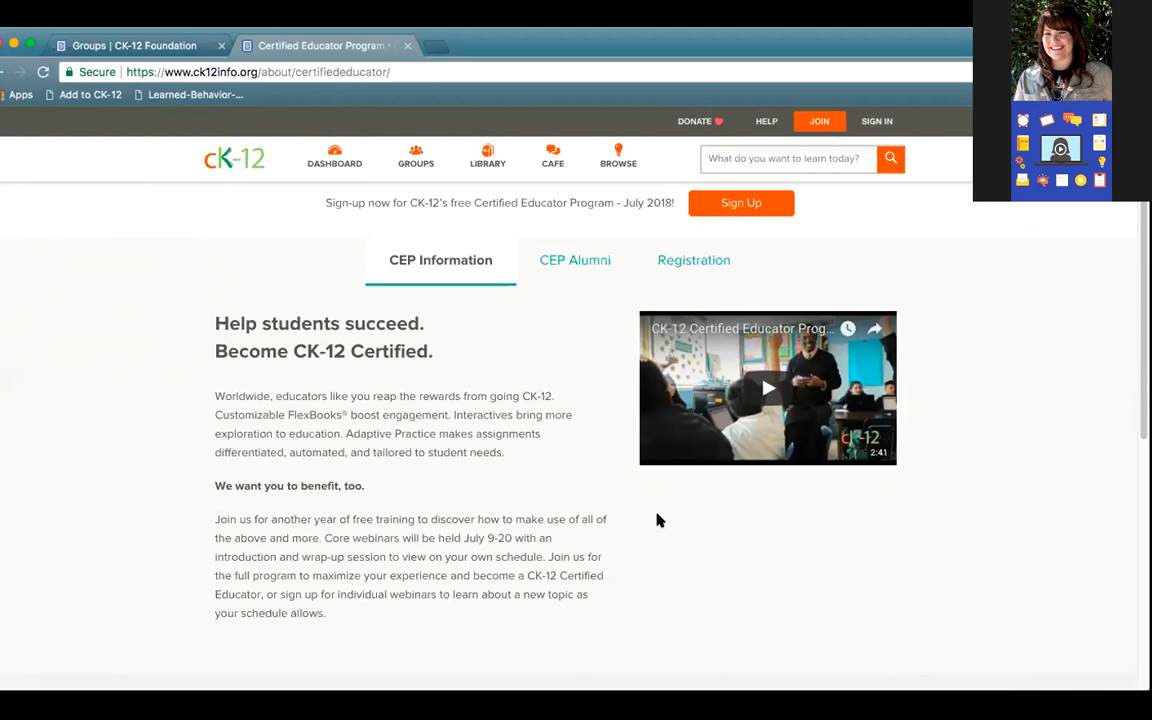 Groups | CK-12 Foundation
Certified Educator Program
Secure
https://www.ck12info.org/about/certifiededucator/
Apps
Add to CK-12
Learned-Behavior-...
DONATE
HELP
JOIN
SIGN IN
cK-12
DASHBOARD
GROUPS
LIBRARY
CAFE
BROWSE
What do you want to learn today?
Sign-up now for CK-12's free Certified Educator Program - July 2018!
Sign Up
CEP Information
CEP Alumni
Registration
Help students succeed.
Become CK-12 Certified.
CK-12 Certified Educator Prog...
cK-12
2:41
Worldwide, educators like you reap the rewards from going CK-12.
Customizable FlexBooks® boost engagement. Interactives bring more
exploration to education. Adaptive Practice makes assignments
differentiated, automated, and tailored to student needs.
We want you to benefit, too.
Join us for another year of free training to discover how to make use of all of
the above and more. Core webinars will be held July 9-20 with an
introduction and wrap-up session to view on your own schedule. Join us for
the full program to maximize your experience and become a CK-12 Certified
Educator, or sign up for individual webinars to learn about a new topic as
your schedule allows.